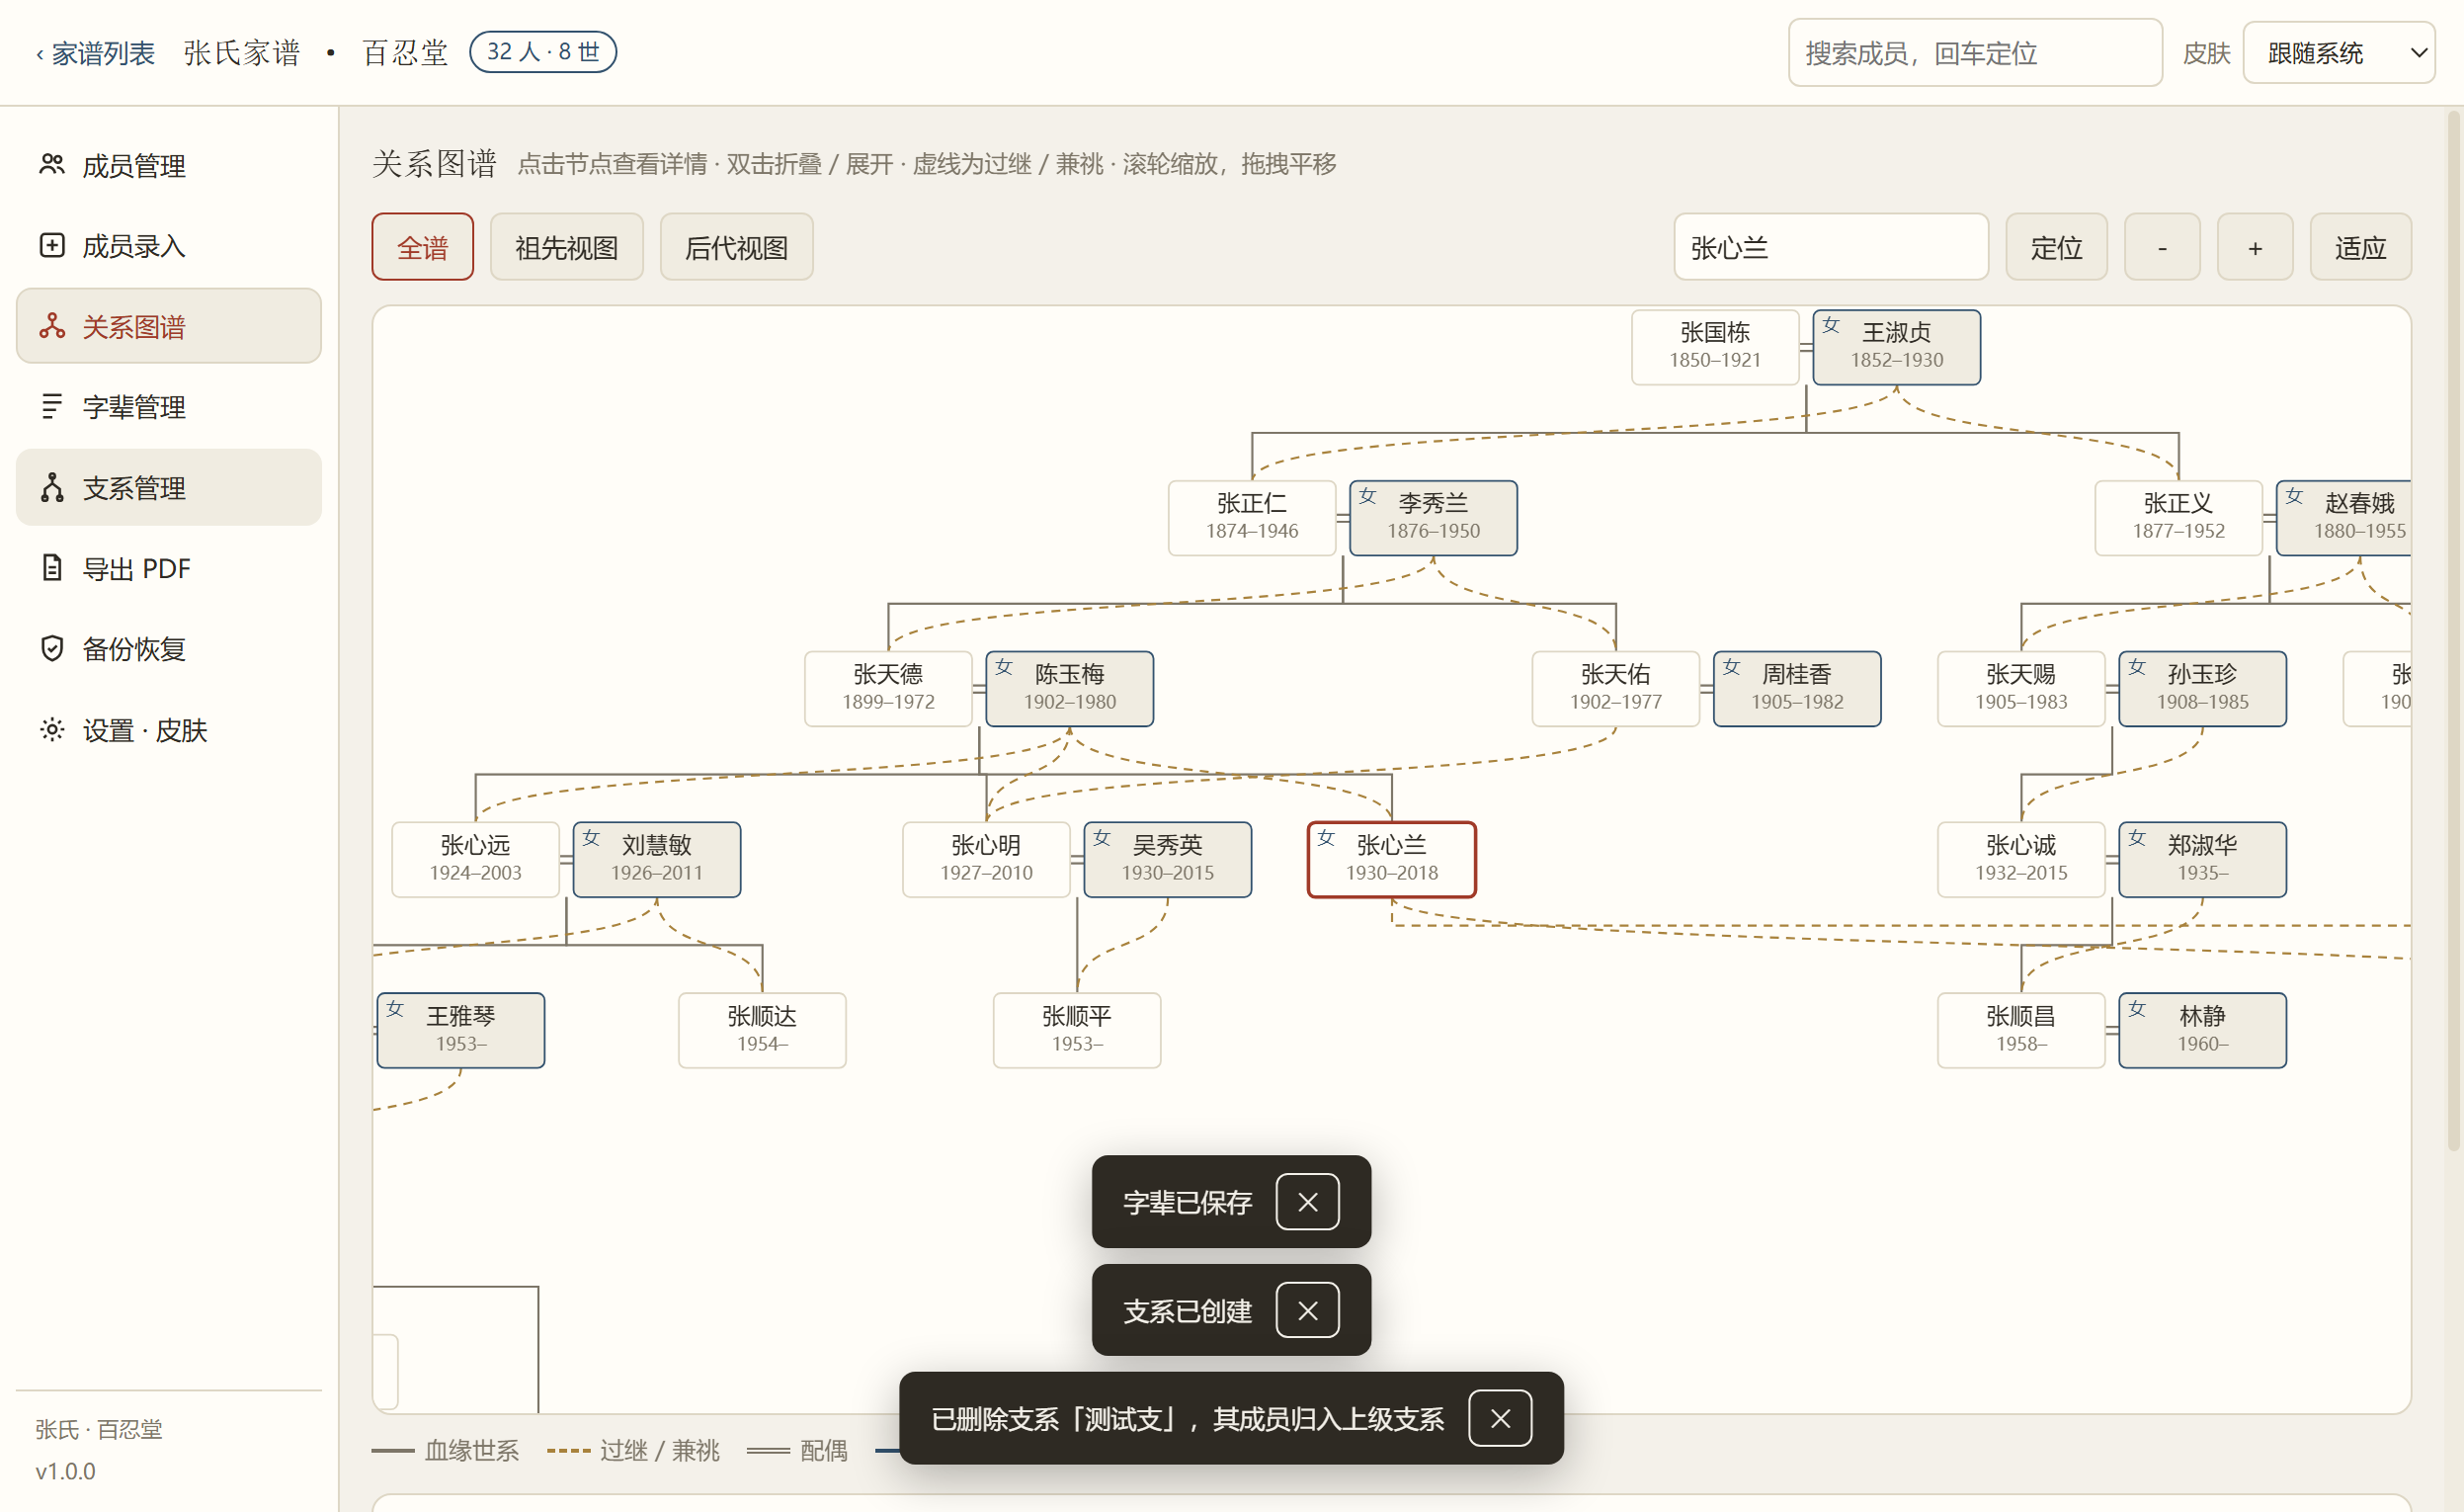 ‹ 家谱列表 张氏家谱 • 百忍堂 32 人 · 8 世 搜索成员，回车定位 皮肤 跟随系统
成员管理
成员录入
关系图谱
字辈管理
支系管理
导出 PDF
备份恢复
设置 · 皮肤
张氏 · 百忍堂
v1.0.0
关系图谱 点击节点查看详情 · 双击折叠 / 展开 · 虚线为过继 / 兼祧 · 滚轮缩放，拖拽平移
全谱 祖先视图 后代视图 张心兰 定位 - + 适应
张国栋 女 王淑贞
1850–1921 1852–1930
张正仁 女 李秀兰 张正义 女 赵春娥
1874–1946 1876–1950 1877–1952 1880–1955
张天德 女 陈玉梅 张天佑 女 周桂香 张天赐 女 孙玉珍 张
1899–1972 1902–1980 1902–1977 1905–1982 1905–1983 1908–1985 190
张心远 女 刘慧敏 张心明 女 吴秀英 女 张心兰 张心诚 女 郑淑华
1924–2003 1926–2011 1927–2010 1930–2015 1930–2018 1932–2015 1935–
女 王雅琴 张顺达 张顺平 张顺昌 女 林静
1953– 1954– 1953– 1958– 1960–
字辈已保存
支系已创建
已删除支系「测试支」，其成员归入上级支系
血缘世系 过继 / 兼祧 配偶